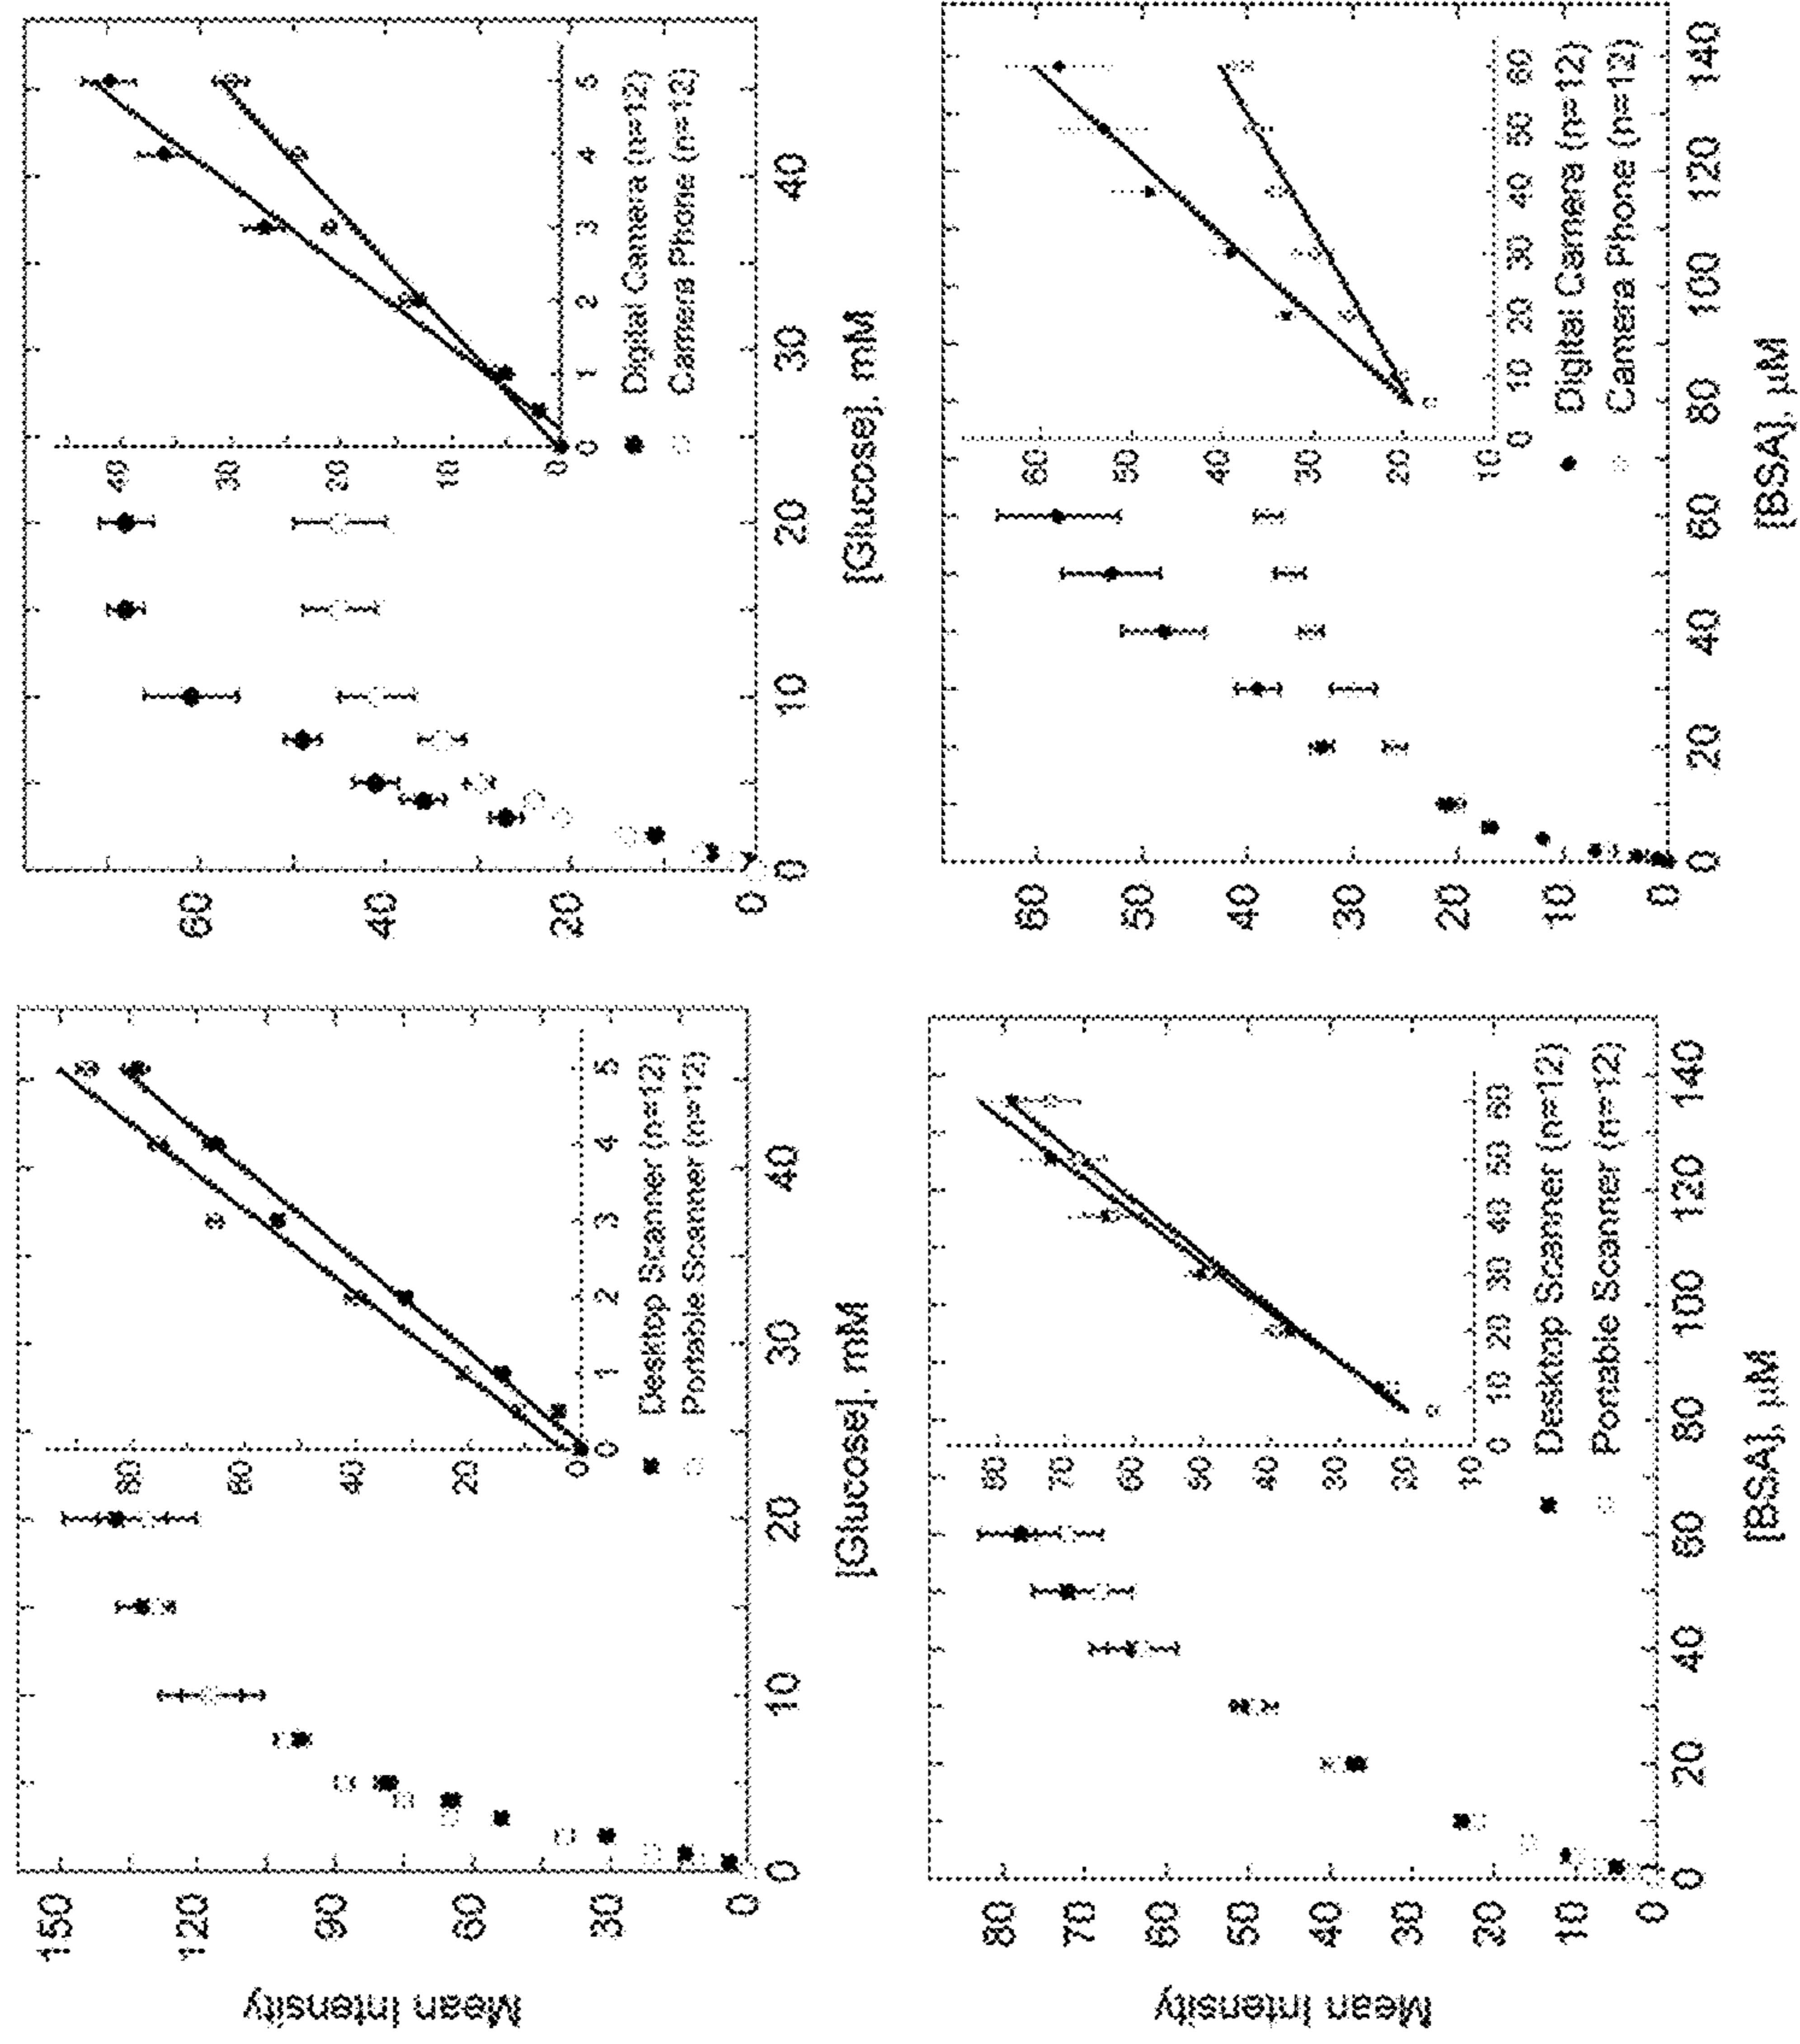 Mean Intensity
150
120
90
60
30
0
80
60
40
20
0
0 1 2 3 4 5
Desktop Scanner (n=12)
Portable Scanner (n=12)
0 10 20 30 40
[Glucose], mM
60
40
20
0
40
30
20
10
0
0 1 2 3 4 5
Digital Camera (n=12)
Camera Phone (n=12)
0 10 20 30 40
[Glucose], mM
Mean Intensity
80
70
60
50
40
30
20
10
0
80
70
60
50
40
30
20
10
0 10 20 30 40 50 60
Desktop Scanner (n=12)
Portable Scanner (n=12)
0 20 40 60 80 100 120 140
[BSA], µM
60
50
40
30
20
10
0
60
50
40
30
20
10
0 10 20 30 40 50 60
Digital Camera (n=12)
Camera Phone (n=12)
0 20 40 60 80 100 120 140
[BSA], µM